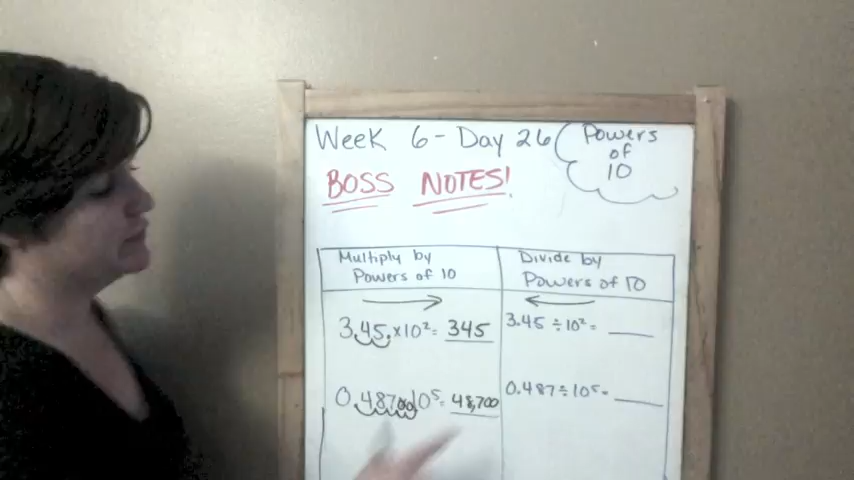 Week 6 - Day 26
Powers
of
10
BOSS NOTES!
Multiply by
Powers of 10
Divide by
Powers of 10
3.45. × 10² = 345
3.45 ÷ 10² = ____
0.48700 10⁵ = 48,700
0.487 ÷ 10⁵ = ____